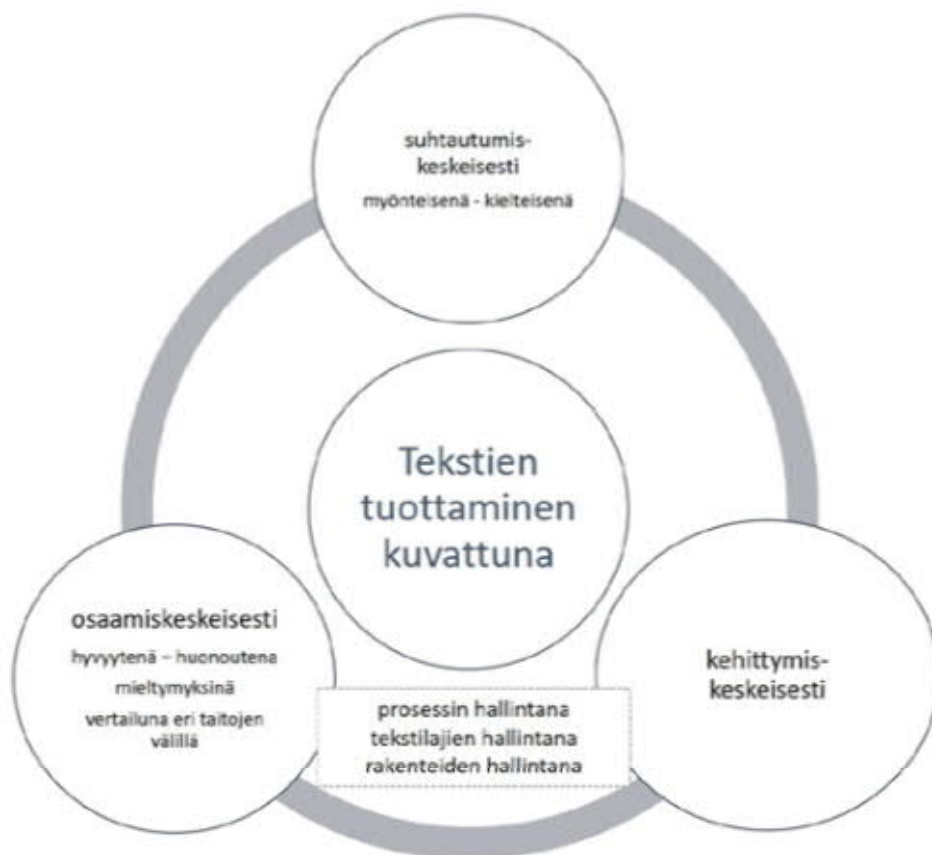 suhtautumis-
keskeisesti
myönteisenä - kielteisenä
Tekstien
tuottaminen
kuvattuna
osaamiskeskeisesti
hyvyytenä – huonoutena
mieltymyksinä
vertailuna eri taitojen
välillä
prosessin hallintana
tekstilajien hallintana
rakenteiden hallintana
kehittymis-
keskeisesti